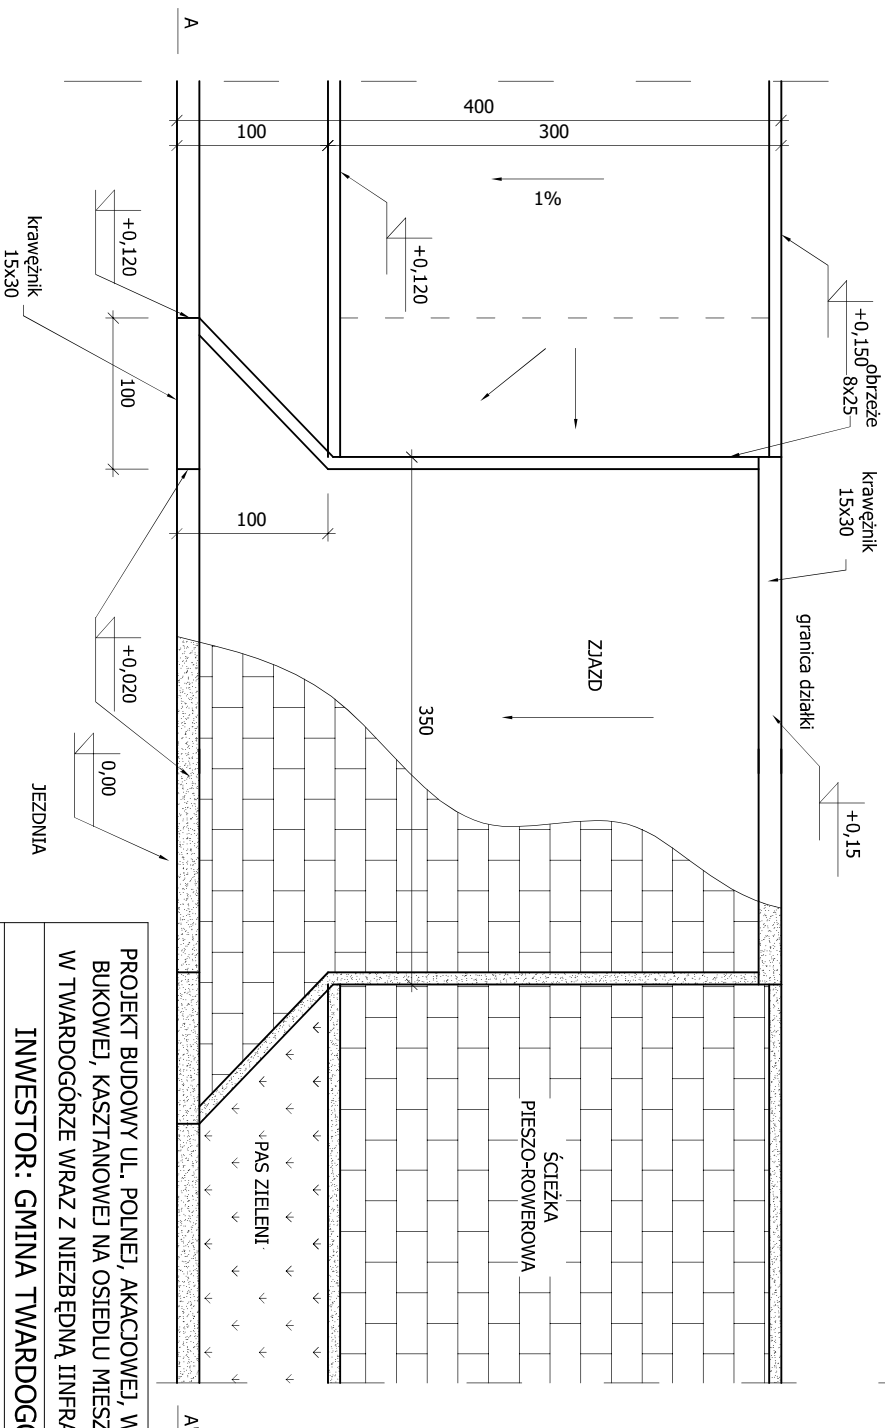 A
400
100
300
1%
+0,120
+0,120
+0,150
obrzeże
8x25
krawężnik
15x30
100
krawężnik
15x30
100
granica działki
ZJAZD
350
+0,020
+0,15
0,00
JEZDNIA
ŚCIEŻKA
PIESZO-ROWEROWA
PAS ZIELENI
A
PROJEKT BUDOWY UL. POLNEJ, AKACJOWEJ, W
BUKOWEJ, KASZTANOWEJ NA OSIEDLU MIESZ
W TWARDOGÓRZE WRAZ Z NIEZBĘDNĄ IINFRA
INWESTOR: GMINA TWARDOG